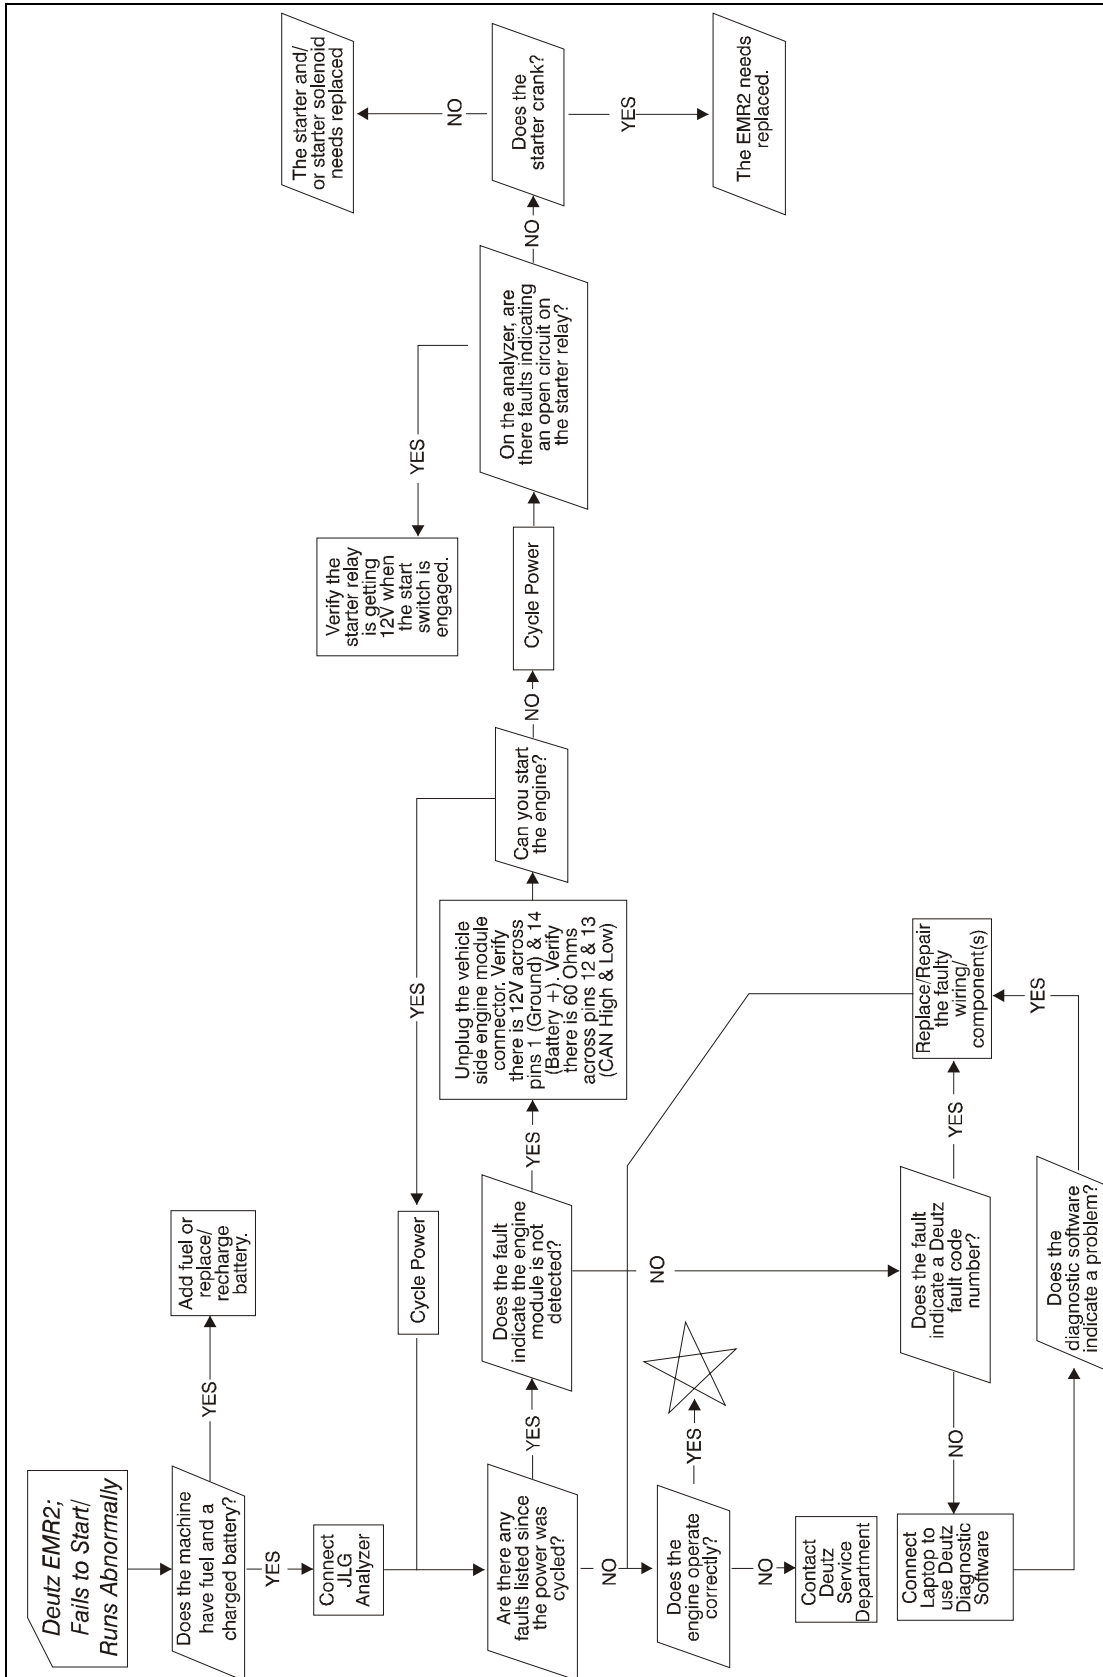 Deutz EMR2;
Fails to Start/
Runs Abnormally
Does the machine
have fuel and a
charged battery?
YES
Add fuel or
replace/
recharge
battery.
YES
Connect
JLG
Analyzer
Cycle Power
Are there any
faults listed since
the power was
cycled?
YES
Does the fault
indicate the engine
module is not
detected?
YES
Unplug the vehicle
side engine module
connector. Verify
there is 12V across
pins 1 (Ground) & 14
(Battery +). Verify
there is 60 Ohms
across pins 12 & 13
(CAN High & Low)
Can you start
the engine?
YES
NO
Cycle Power
On the analyzer, are
there faults indicating
an open circuit on
the starter relay?
YES
Verify the
starter relay
is getting
12V when
the start
switch is
engaged.
NO
Does the
starter crank?
NO
The starter and/
or starter solenoid
needs replaced
YES
The EMR2 needs
replaced.
NO
Does the
engine operate
correctly?
YES
NO
Contact
Deutz
Service
Department
NO
Does the fault
indicate a Deutz
fault code
number?
YES
Replace/Repair
the faulty
wiring/
component(s)
NO
Connect
Laptop to
use Deutz
Diagnostic
Software
Does the
diagnostic software
indicate a problem?
YES